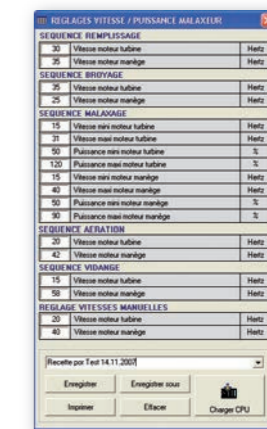 REGLAGES VITESSE / PUISSANCE MALAXEUR
SEQUENCE REMPLISSAGE
30 Vitesse moteur turbine Hertz
35 Vitesse moteur manège Hertz
SEQUENCE BROYAGE
35 Vitesse moteur turbine Hertz
25 Vitesse moteur manège Hertz
SEQUENCE MALAXAGE
15 Vitesse mini moteur turbine Hertz
31 Vitesse maxi moteur turbine Hertz
50 Puissance mini moteur turbine %
120 Puissance maxi moteur turbine %
15 Vitesse mini moteur manège Hertz
40 Vitesse maxi moteur manège Hertz
50 Puissance mini moteur manège %
90 Puissance maxi moteur manège %
SEQUENCE AERATION
20 Vitesse moteur turbine Hertz
42 Vitesse moteur manège Hertz
SEQUENCE VIDANGE
15 Vitesse moteur turbine Hertz
58 Vitesse moteur manège Hertz
REGLAGE VITESSES MANUELLES
20 Vitesse moteur turbine Hertz
40 Vitesse moteur manège Hertz
Recette por Test 14.11.2007
Enregistrer Enregistrer sous
Imprimer Effacer Charger CPU